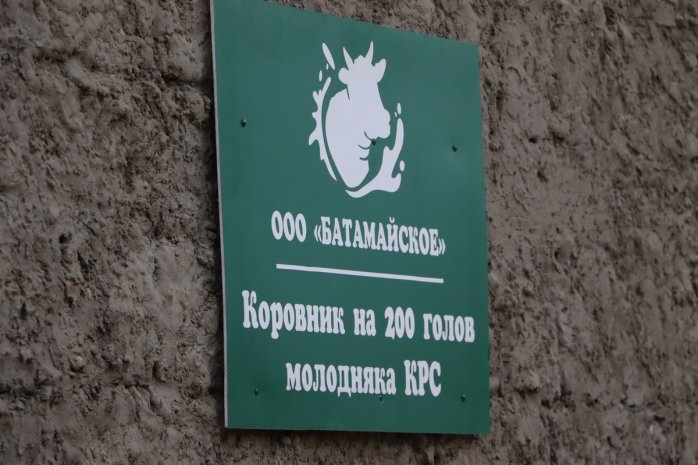 ООО «БАТАМАЙСКОЕ»
Коровник на 200 голов
молодняка КРС